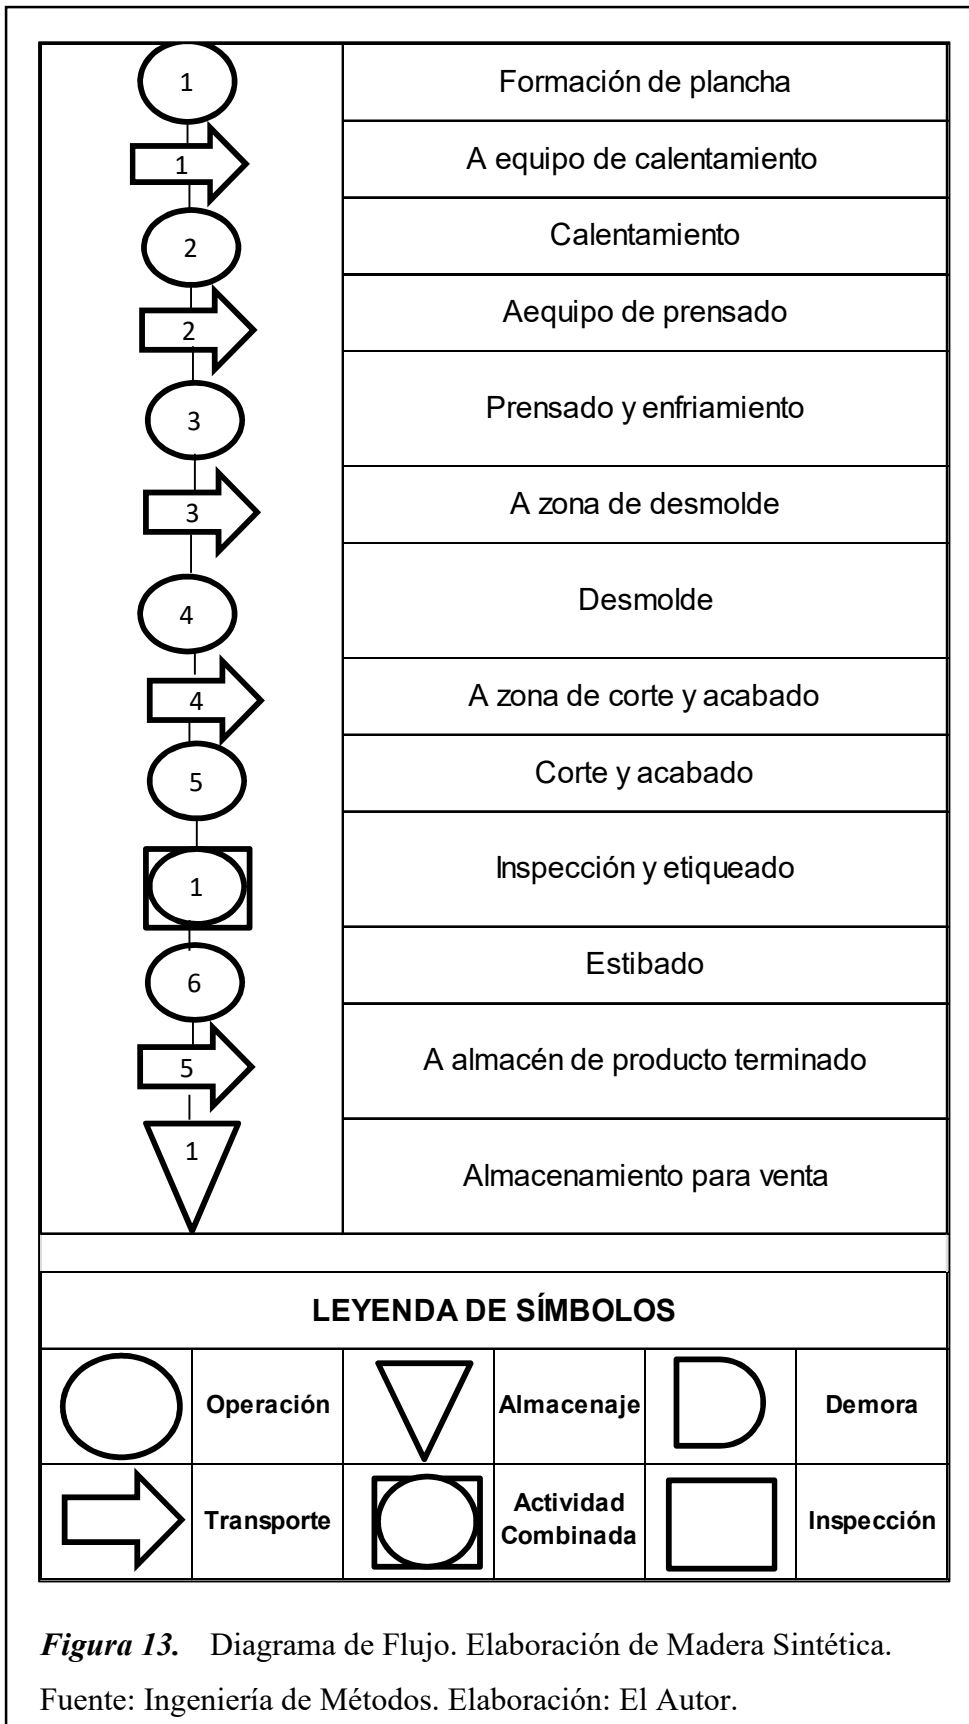 1 Formación de plancha
1 A equipo de calentamiento
2 Calentamiento
2 Aequipo de prensado
3 Prensado y enfriamiento
3 A zona de desmolde
4 Desmolde
4 A zona de corte y acabado
5 Corte y acabado
1 Inspección y etiqueado
6 Estibado
5 A almacén de producto terminado
1 Almacenamiento para venta
LEYENDA DE SÍMBOLOS
Operación
Almacenaje
Demora
Transporte
Actividad
Combinada
Inspección
Figura 13. Diagrama de Flujo. Elaboración de Madera Sintética.
Fuente: Ingeniería de Métodos. Elaboración: El Autor.